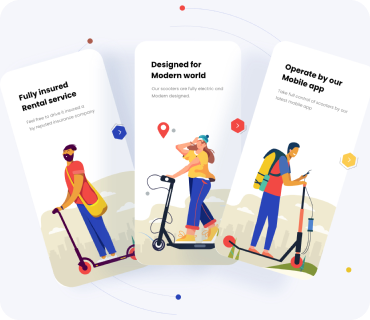 Fully insured
Rental service
Feel free to drive it insured is
by secured insurance company
Designed for
Modern world
Our scooters are fully electric and
Modern designed
Operate by our
Mobile app
Take full control of scooters by our
latest mobile app